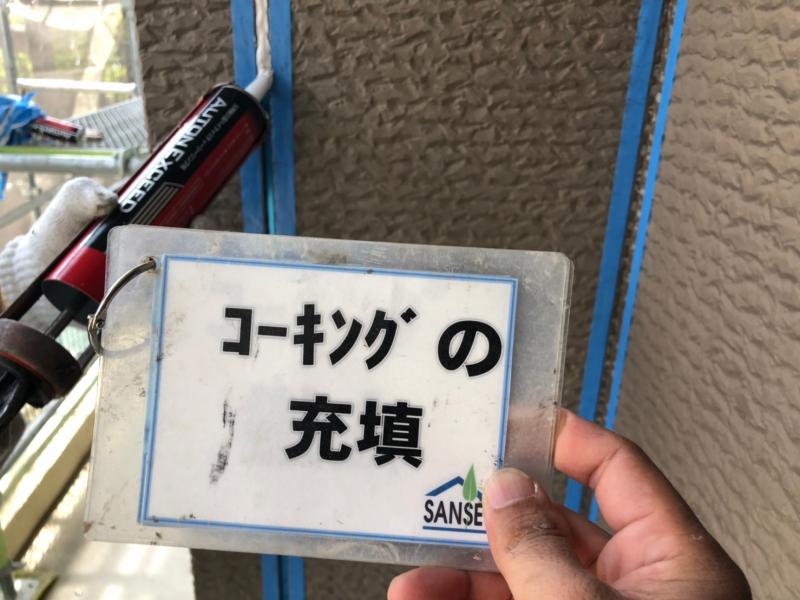 AUTON EXCEED
ｺｰｷﾝｸﾞの
充填
SANSE